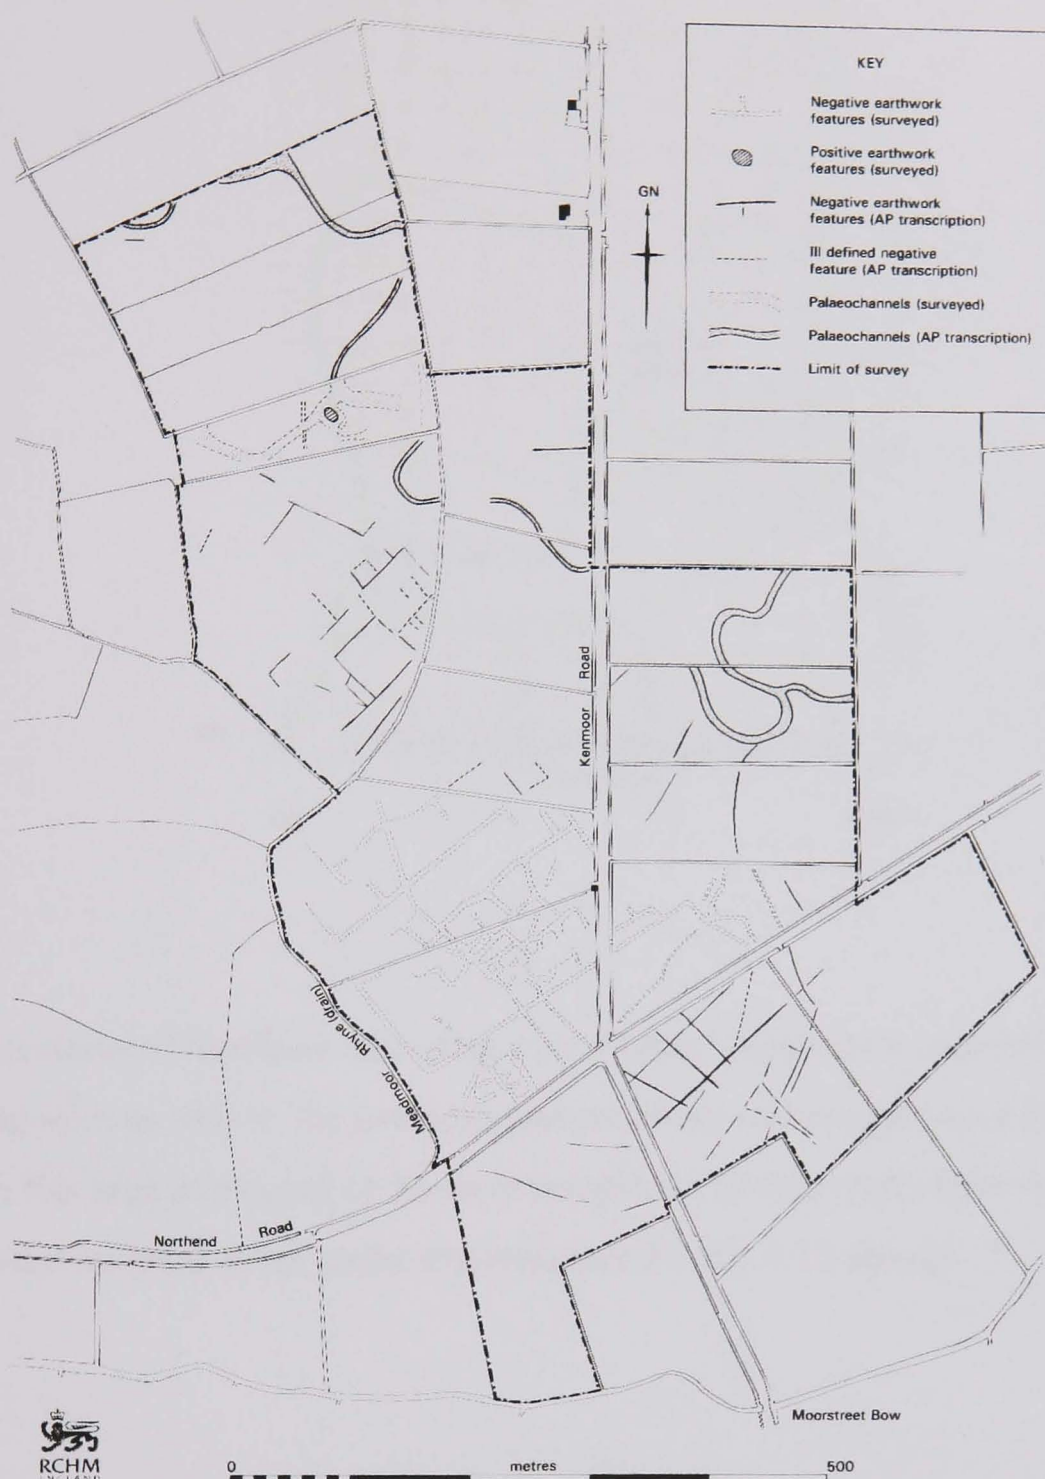 KEY
Negative earthwork
features (surveyed)
Positive earthwork
features (surveyed)
Negative earthwork
features (AP transcription)
Ill defined negative
feature (AP transcription)
Palaeochannels (surveyed)
Palaeochannels (AP transcription)
Limit of survey
GN
Kenmoor Road
Meadmoor Rhyne (drain)
Northend Road
Moorstreet Bow
RCHM
ENGLAND
0 metres 500